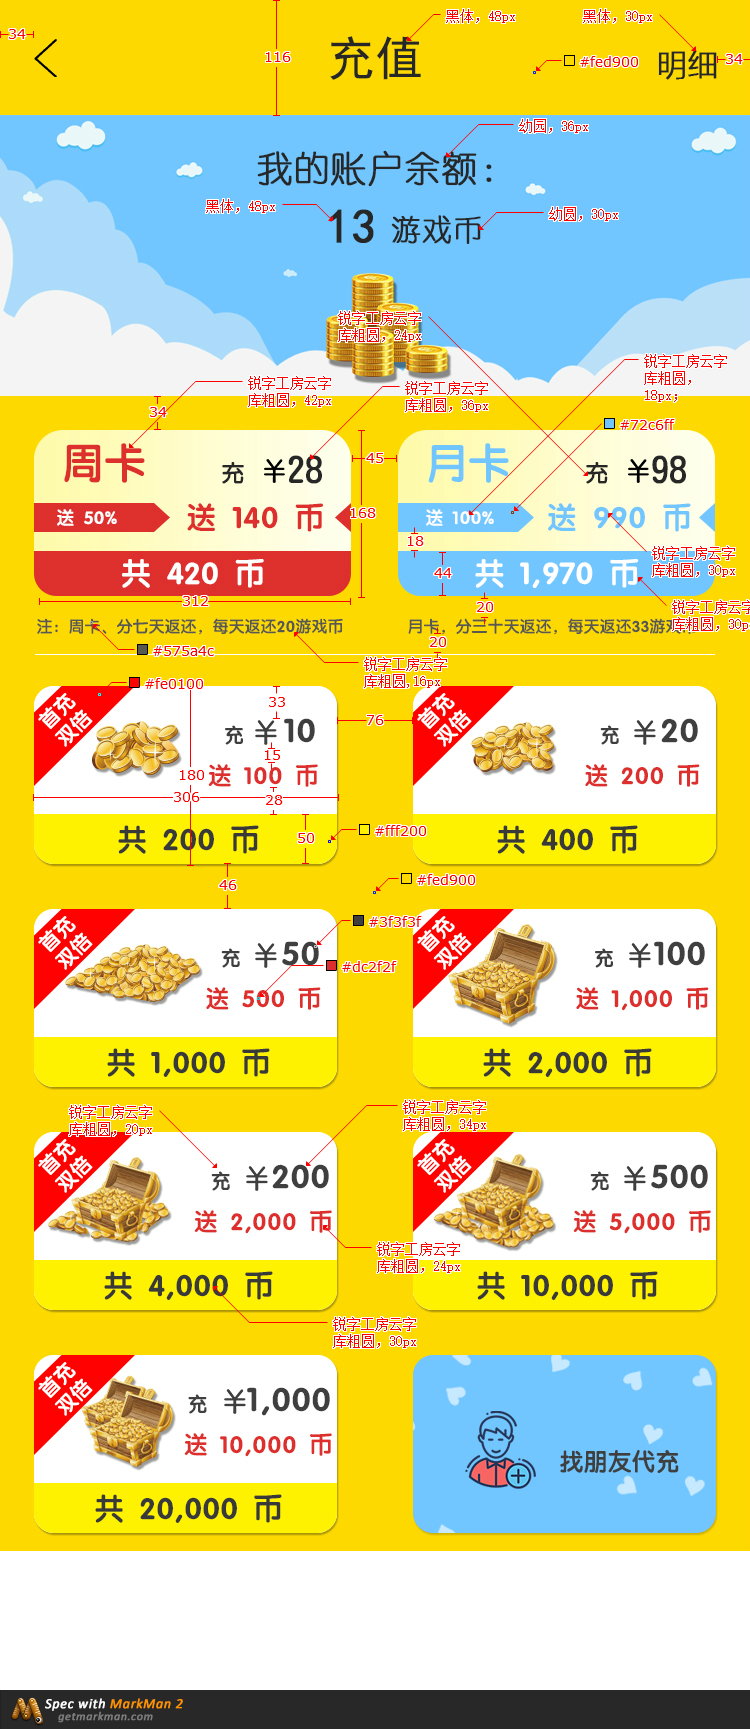 充值
明细
34
116
34
黑体，48px
黑体，30px
#fed900
我的账户余额：
幼园，36px
黑体，48px
13 游戏币
幼圆，30px
锐字工房云字
库粗圆，24px
锐字工房云字
库粗圆，42px
锐字工房云字
库粗圆，36px
锐字工房云字
库粗圆，
18px；
#72c6ff
34
周卡
充 ¥28
送 50%
送 140 币
共 420 币
45
168
312
月卡
充 ¥98
送 100%
送 990 币
共 1,970 币
18
44
20
锐字工房云字
库粗圆，30px
锐字工房云字
库粗圆，30p
注：周卡、分七天返还，每天返还20游戏币
月卡，分三十天返还，每天返还33游戏
20
#575a4c
锐字工房云字
库粗圆,16px
#fe0100
首充
双倍
充 ¥10
送 100 币
共 200 币
33
15
28
180
306
50
76
#fff200
首充
双倍
充 ¥20
送 200 币
共 400 币
46
#fed900
首充
双倍
充 ¥50
送 500 币
共 1,000 币
#3f3f3f
#dc2f2f
首充
双倍
充 ¥100
送 1,000 币
共 2,000 币
锐字工房云字
库粗圆，20px
锐字工房云字
库粗圆，34px
首充
双倍
充 ¥200
送 2,000 币
共 4,000 币
锐字工房云字
库粗圆，24px
锐字工房云字
库粗圆，30px
首充
双倍
充 ¥500
送 5,000 币
共 10,000 币
首充
双倍
充 ¥1,000
送 10,000 币
共 20,000 币
找朋友代充
Spec with MarkMan 2
getmarkman.com